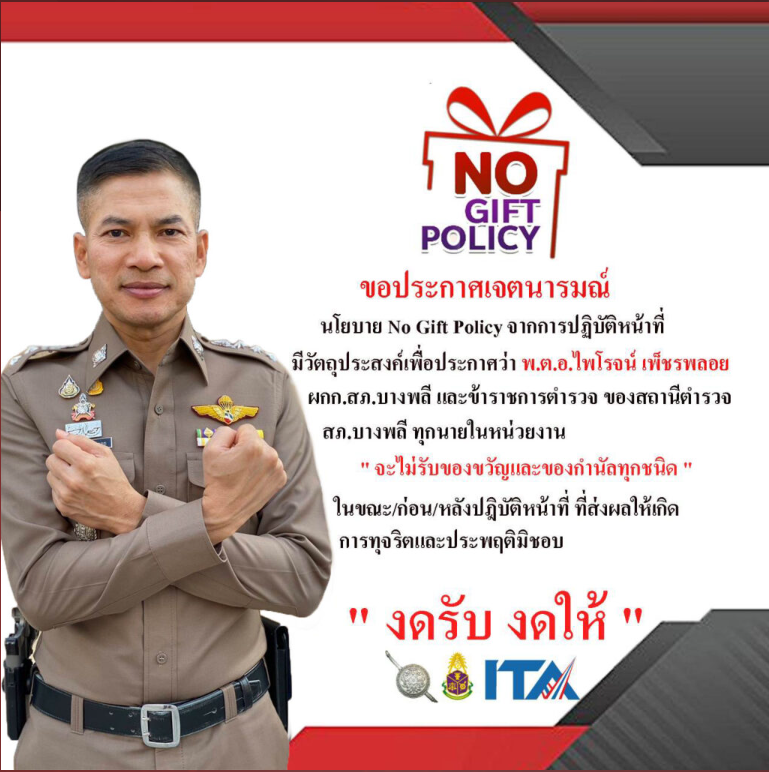 NO
GIFT
POLICY
ขอประกาศเจตนารมณ์
นโยบาย No Gift Policy จากการปฏิบัติหน้าที่
มีวัตถุประสงค์เพื่อประกาศว่า พ.ต.อ.ไพโรจน์ เพ็ชรพลอย
ผกก.สภ.บางพลี และข้าราชการตำรวจ ของสถานีตำรวจ
สภ.บางพลี ทุกนายในหน่วยงาน
" จะไม่รับของขวัญและของกำนัลทุกชนิด "
ในขณะ/ก่อน/หลังปฎิบัติหน้าที่ ที่ส่งผลให้เกิด
การทุจริตและประพฤติมิชอบ
" งดรับ งดให้ "
ITA